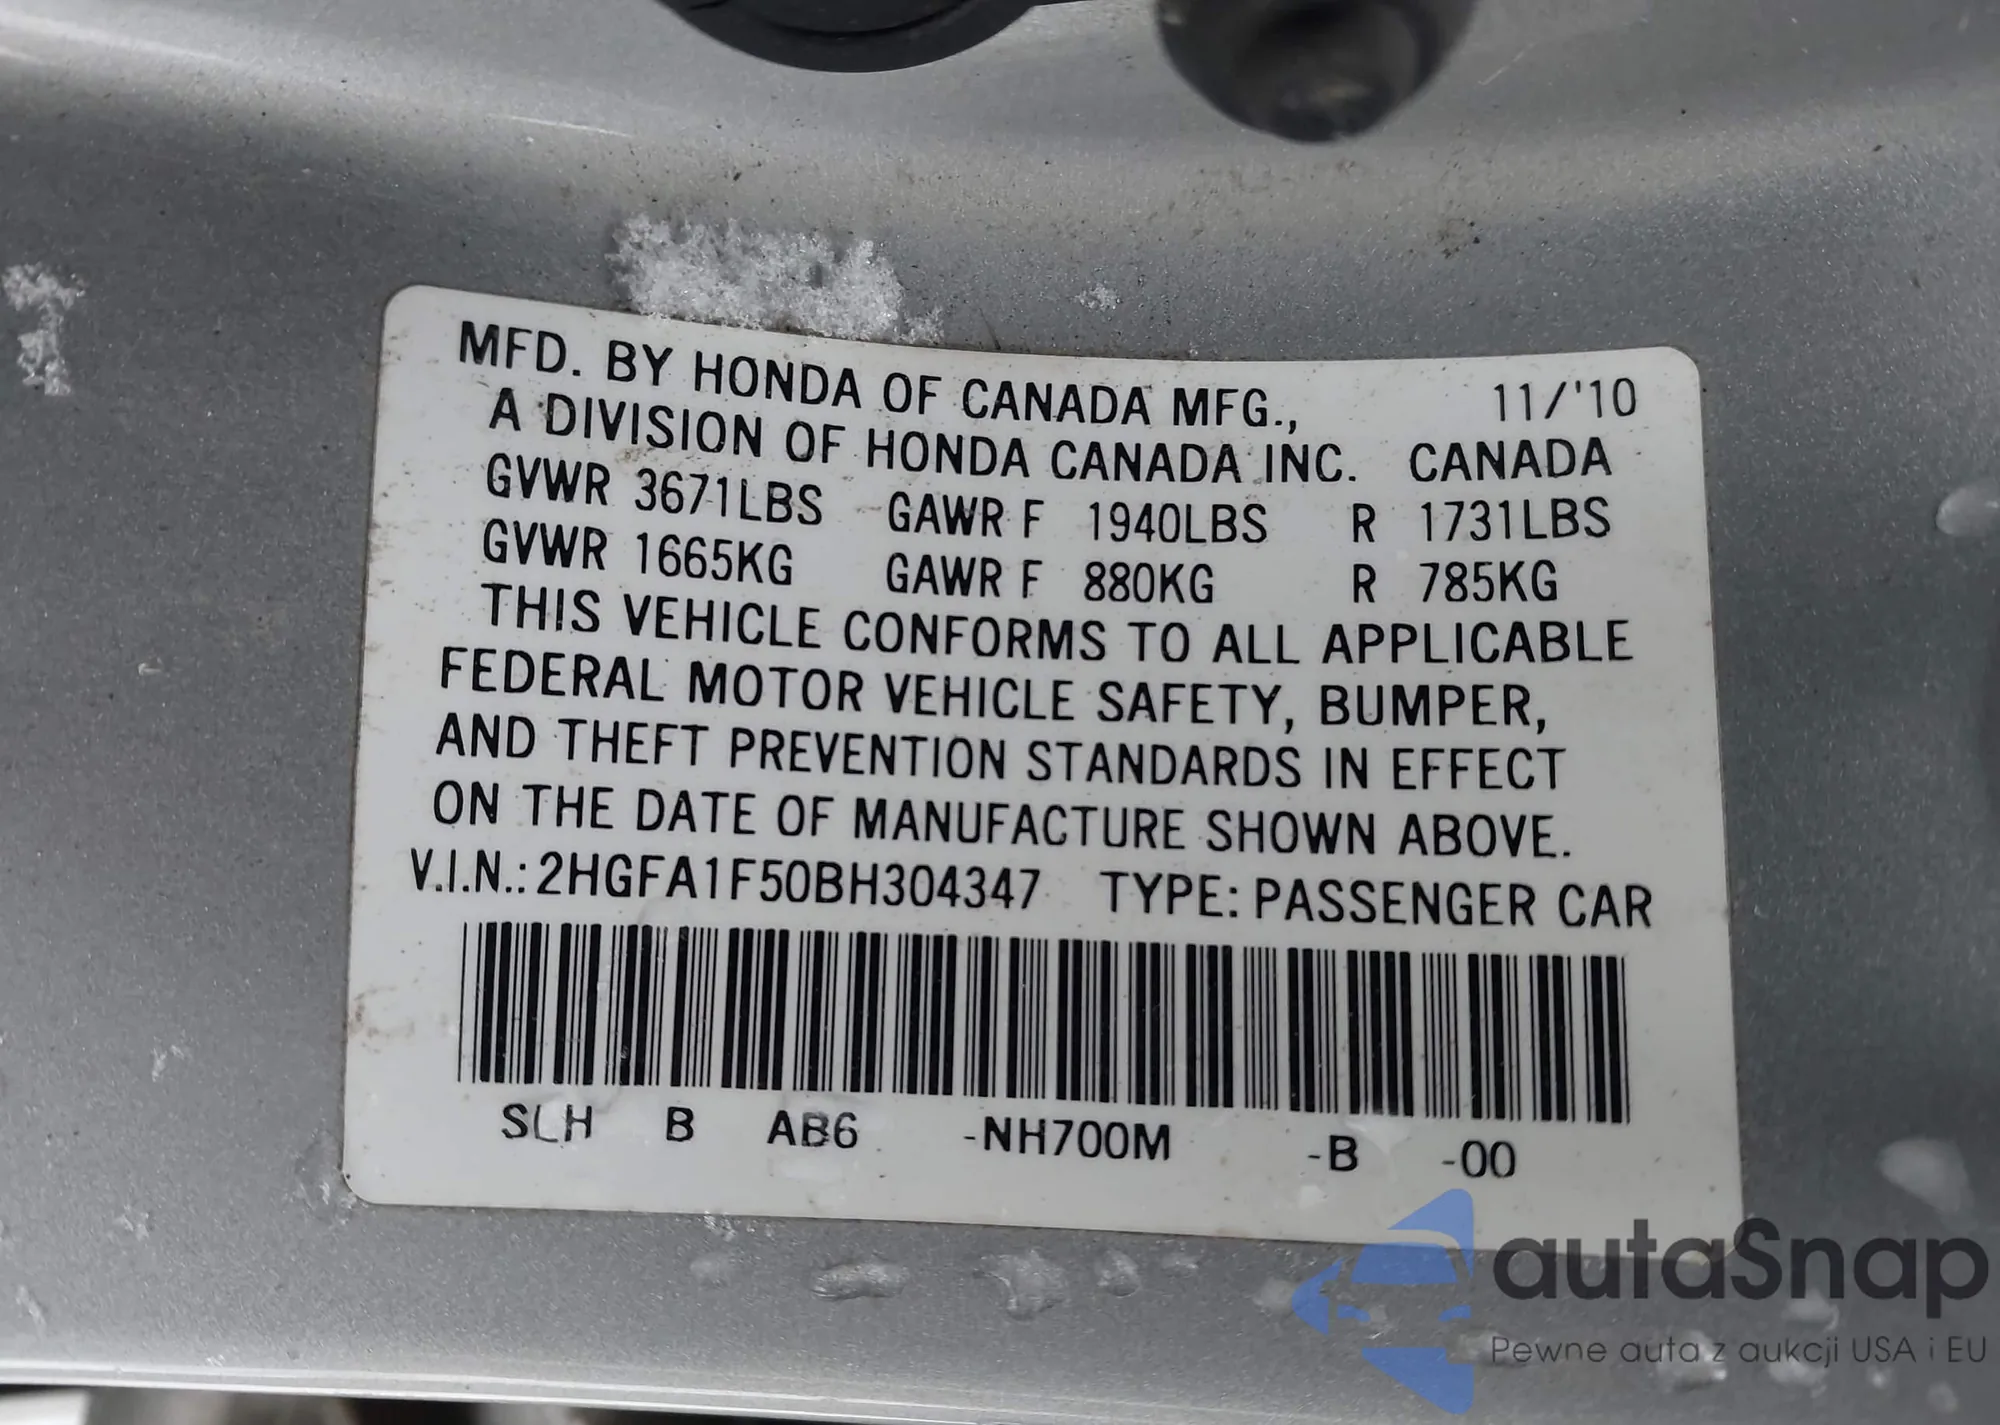 MFD. BY HONDA OF CANADA MFG., 11/'10
A DIVISION OF HONDA CANADA INC. CANADA
GVWR 3671LBS GAWR F 1940LBS R 1731LBS
GVWR 1665KG GAWR F 880KG R 785KG
THIS VEHICLE CONFORMS TO ALL APPLICABLE
FEDERAL MOTOR VEHICLE SAFETY, BUMPER,
AND THEFT PREVENTION STANDARDS IN EFFECT
ON THE DATE OF MANUFACTURE SHOWN ABOVE.
V.I.N.: 2HGFA1F50BH304347 TYPE: PASSENGER CAR
SLH B AB6 -NH700M -B -00
autaSnap
Pewne auta z aukcji USA i EU